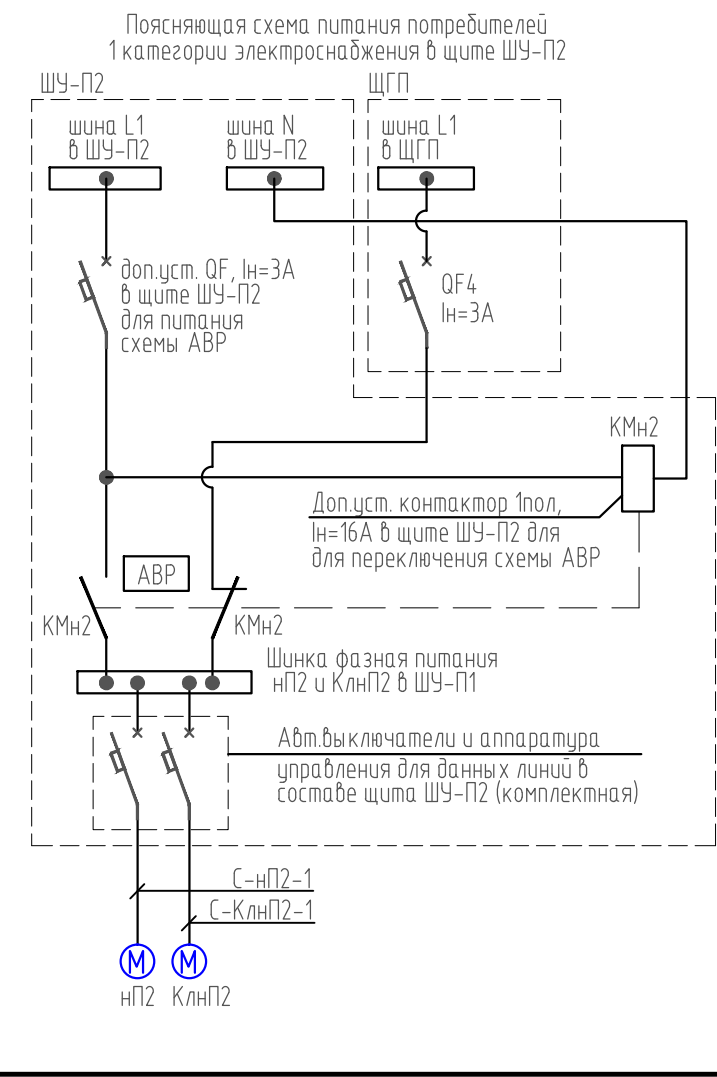 Поясняющая схема питания потребителей
1 категории электроснабжения в щите ШУ-П2
ШУ-П2
ЩГП
шина L1
в ШУ-П2
шина N
в ШУ-П2
шина L1
в ЩГП
доп.уст. QF, Iн=3А
в щите ШУ-П2
для питания
схемы АВР
QF4
Iн=3А
КМн2
Доп.уст. контактор 1пол,
Iн=16А в щите ШУ-П2 для
для переключения схемы АВР
АВР
КМн2
КМн2
Шинка фазная питания
нП2 и КлнП2 в ШУ-П1
Авт.выключатели и аппаратура
управления для данных линий в
составе щита ШУ-П2 (комплектная)
С-нП2-1
С-КлнП2-1
М
М
нП2
КлнП2